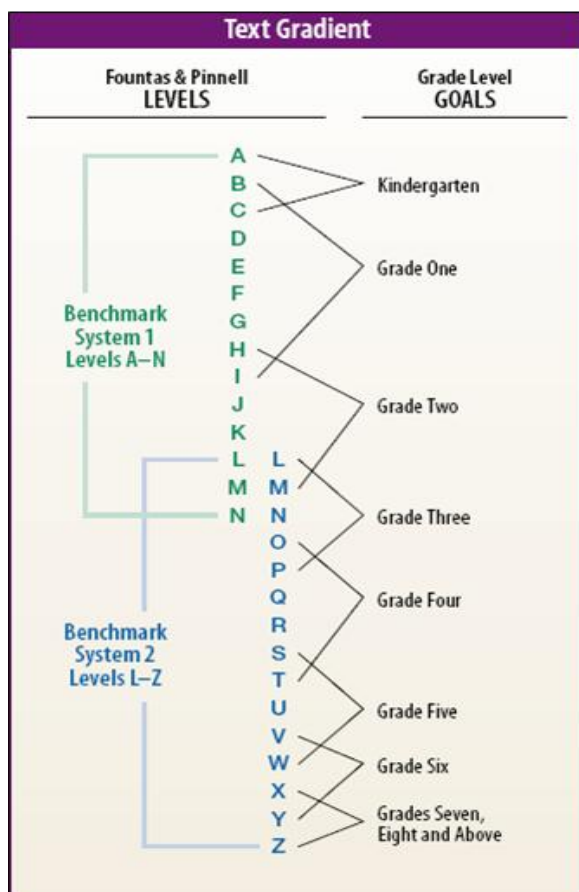 Text Gradient
Fountas & Pinnell
LEVELS
Grade Level
GOALS
A
B
Kindergarten
C
D
E
Grade One
F
G
Benchmark
System 1
Levels A–N
H
I
J
Grade Two
K
L L
M M
N N
Grade Three
O
P
Q
Grade Four
R
Benchmark
System 2
Levels L–Z
S
T
U
Grade Five
V
W
Grade Six
X
Y
Grades Seven,
Eight and Above
Z